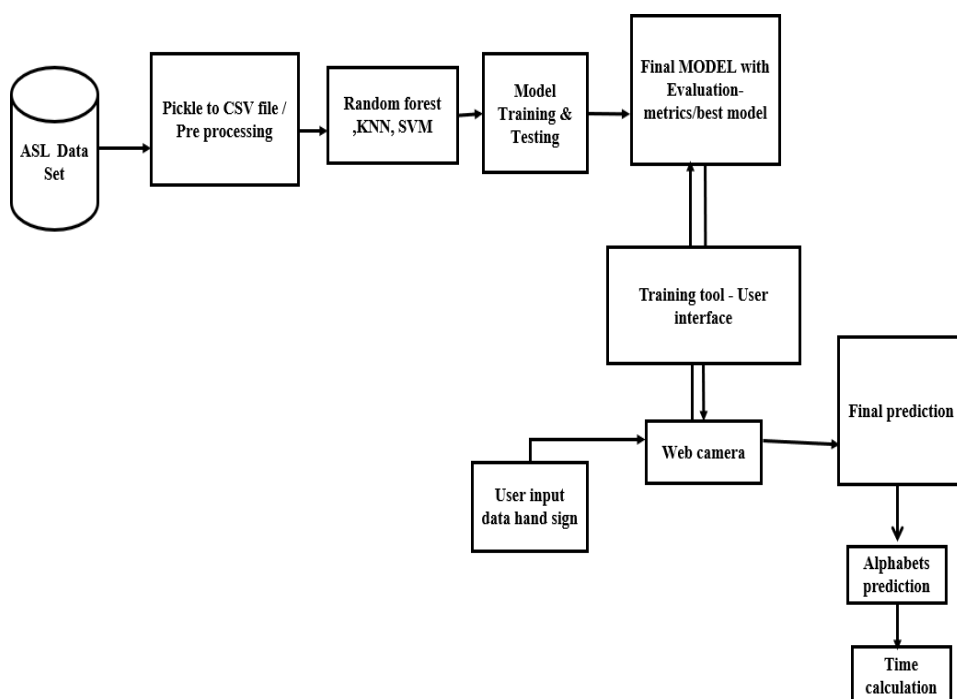 ASL Data
Set
Pickle to CSV file /
Pre processing
Random forest
,KNN, SVM
Model
Training &
Testing
Final MODEL with
Evaluation-
metrics/best model
Training tool - User
interface
Web camera
User input
data hand sign
Final prediction
Alphabets
prediction
Time
calculation